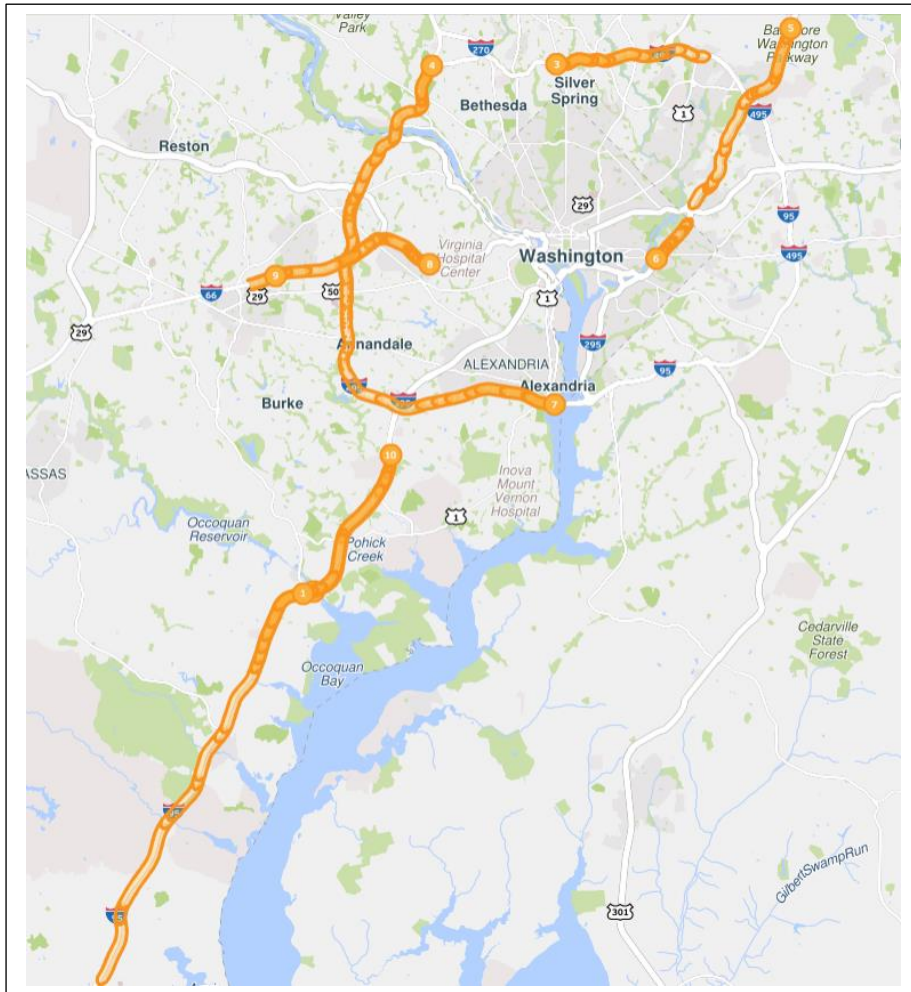 Valley
Park
270
Baltimore
Washington
Parkway
5
4
3
Silver
Spring
Bethesda
495
1
Reston
29
95
Virginia
Hospital
Center
Washington
6
8
9
495
66
29
50
1
29
295
Annandale
ALEXANDRIA
95
Alexandria
7
Burke
10
ASSAS
Inova
Mount
Vernon
Hospital
1
Occoquan
Reservoir
Pohick
Creek
1
Cedarville
State
Forest
Occoquan
Bay
GilbertSwampRun
301